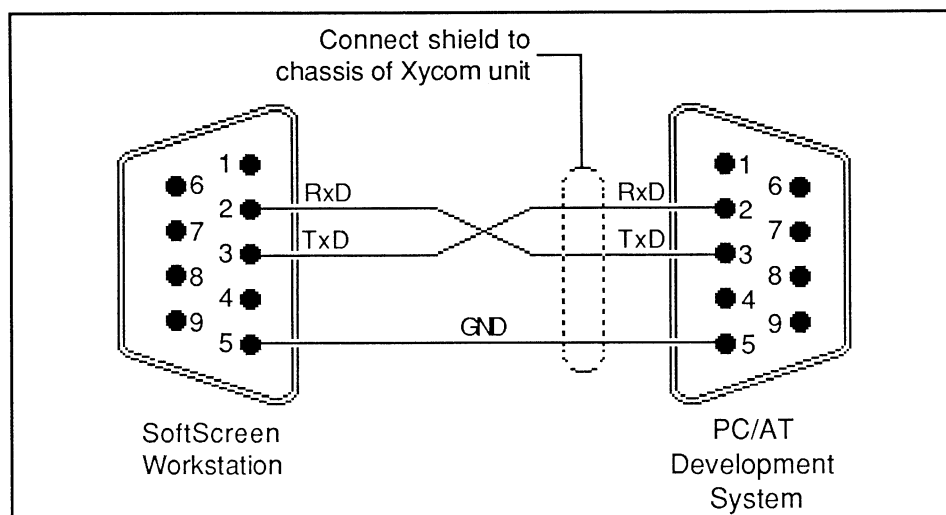 Connect shield to
chassis of Xycom unit
1
6
2
7
3
8
4
9
5
RxD
TxD
GND
RxD
TxD
1
6
2
7
3
8
4
9
5
SoftScreen
Workstation
PC/AT
Development
System